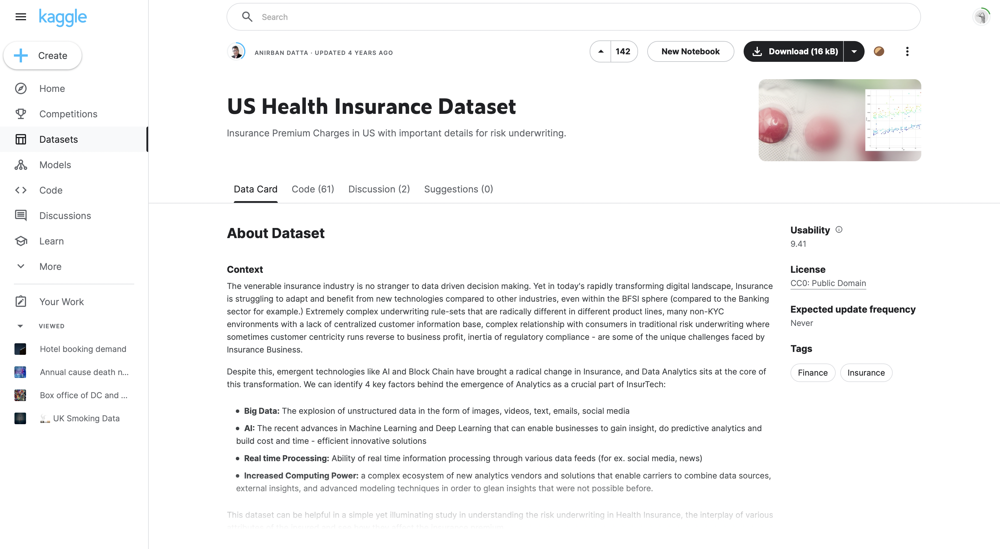 kaggle
Search
Create
Home
Competitions
Datasets
Models
Code
Discussions
Learn
More
Your Work
VIEWED
Hotel booking demand
Annual cause death n...
Box office of DC and ...
UK Smoking Data
ANIRBAN DATTA · UPDATED 4 YEARS AGO
142
New Notebook
Download (16 kB)
US Health Insurance Dataset
Insurance Premium Charges in US with important details for risk underwriting.
Data Card
Code (61)
Discussion (2)
Suggestions (0)
About Dataset
Context
The venerable insurance industry is no stranger to data driven decision making. Yet in today's rapidly transforming digital landscape, Insurance
is struggling to adapt and benefit from new technologies compared to other industries, even within the BFSI sphere (compared to the Banking
sector for example.) Extremely complex underwriting rule-sets that are radically different in different product lines, many non-KYC
environments with a lack of centralized customer information base, complex relationship with consumers in traditional risk underwriting where
sometimes customer centricity runs reverse to business profit, inertia of regulatory compliance - are some of the unique challenges faced by
Insurance Business.
Despite this, emergent technologies like AI and Block Chain have brought a radical change in Insurance, and Data Analytics sits at the core of
this transformation. We can identify 4 key factors behind the emergence of Analytics as a crucial part of InsurTech:
• Big Data: The explosion of unstructured data in the form of images, videos, text, emails, social media
• AI: The recent advances in Machine Learning and Deep Learning that can enable businesses to gain insight, do predictive analytics and
build cost and time - efficient innovative solutions
• Real time Processing: Ability of real time information processing through various data feeds (for ex. social media, news)
• Increased Computing Power: a complex ecosystem of new analytics vendors and solutions that enable carriers to combine data sources,
external insights, and advanced modeling techniques in order to glean insights that were not possible before.
This dataset can be helpful in a simple yet illuminating study in understanding the risk underwriting in Health Insurance, the interplay of various
attributes of the insured and see how they affect the insurance premium.
Usability
9.41
License
CC0: Public Domain
Expected update frequency
Never
Tags
Finance
Insurance